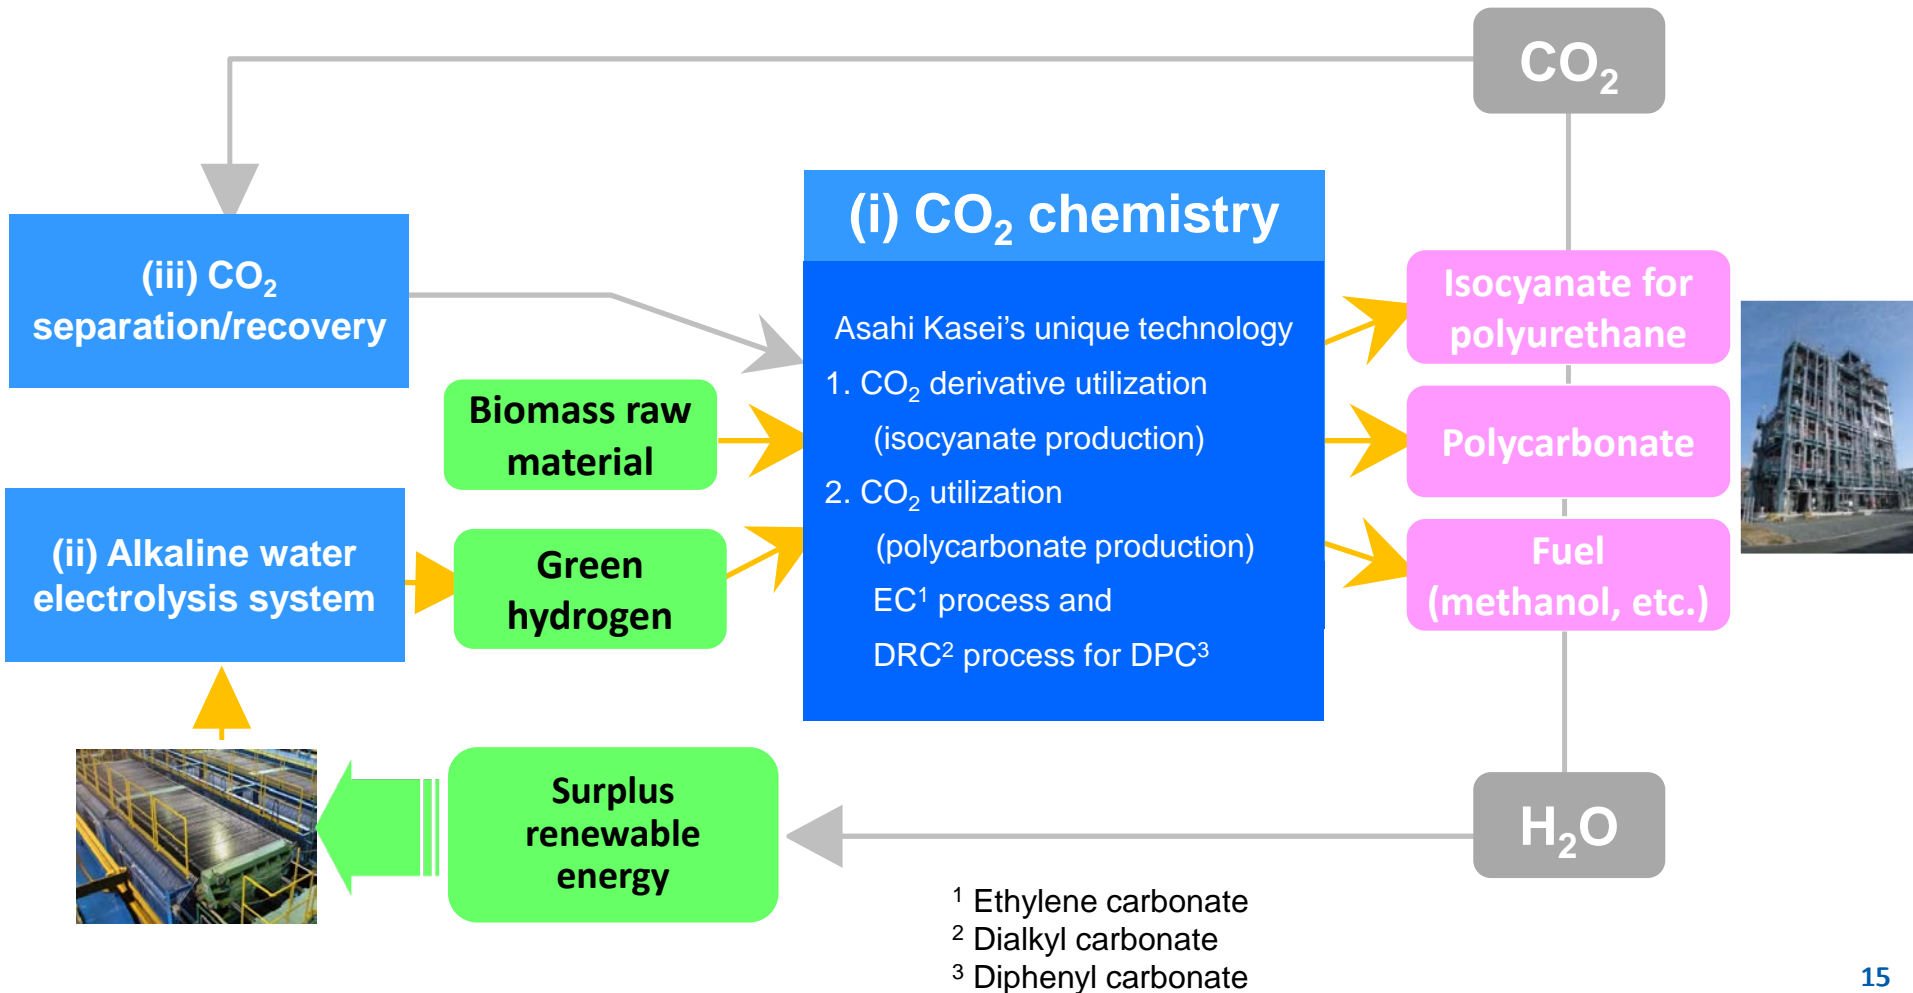 CO₂
(iii) CO₂
separation/recovery
(i) CO₂ chemistry
Asahi Kasei's unique technology
1. CO₂ derivative utilization
(isocyanate production)
2. CO₂ utilization
(polycarbonate production)
EC¹ process and
DRC² process for DPC³
Isocyanate for
polyurethane
Biomass raw
material
Polycarbonate
(ii) Alkaline water
electrolysis system
Green
hydrogen
Fuel
(methanol, etc.)
Surplus
renewable
energy
H₂O
¹ Ethylene carbonate
² Dialkyl carbonate
³ Diphenyl carbonate
15